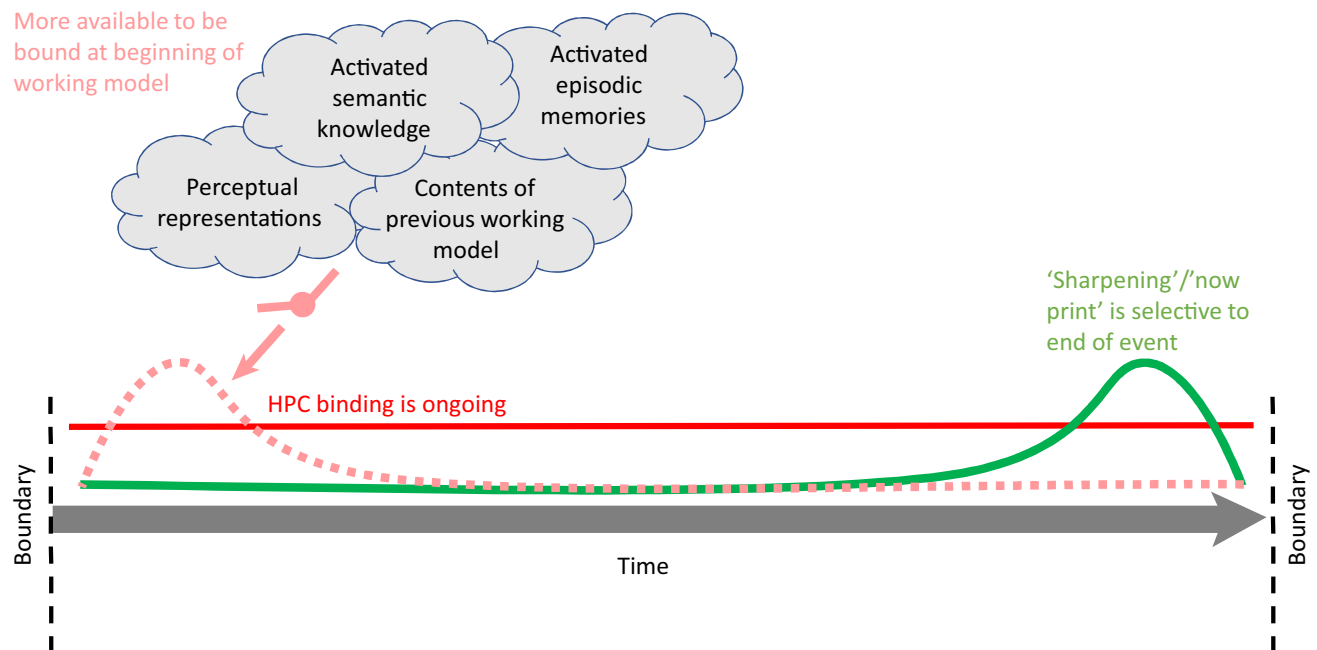 More available to be
bound at beginning of
working model
Activated
semantic
knowledge
Activated
episodic
memories
Perceptual
representations
Contents of
previous working
model
‘Sharpening’/’now
print’ is selective to
end of event
HPC binding is ongoing
Boundary
Boundary
Time